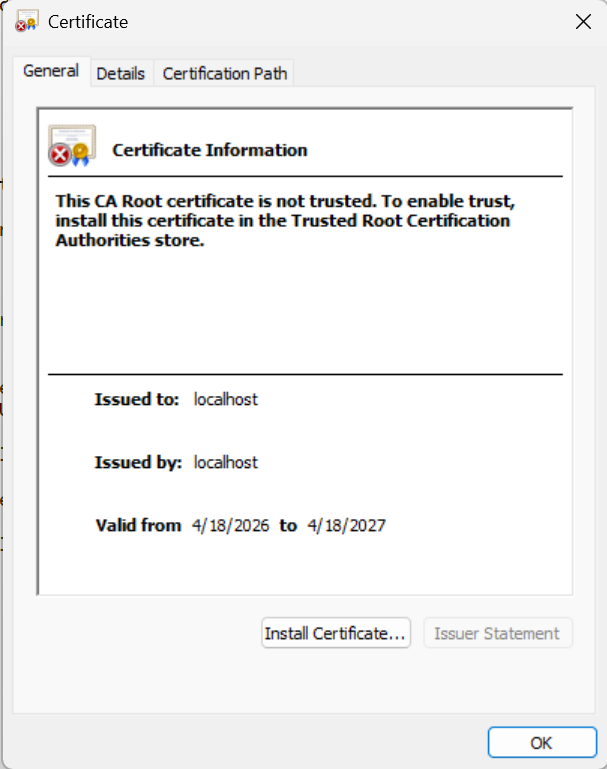 Certificate
General
Details
Certification Path
Certificate Information
This CA Root certificate is not trusted. To enable trust,
install this certificate in the Trusted Root Certification
Authorities store.
Issued to: localhost
Issued by: localhost
Valid from 4/18/2026 to 4/18/2027
Install Certificate...
Issuer Statement
OK